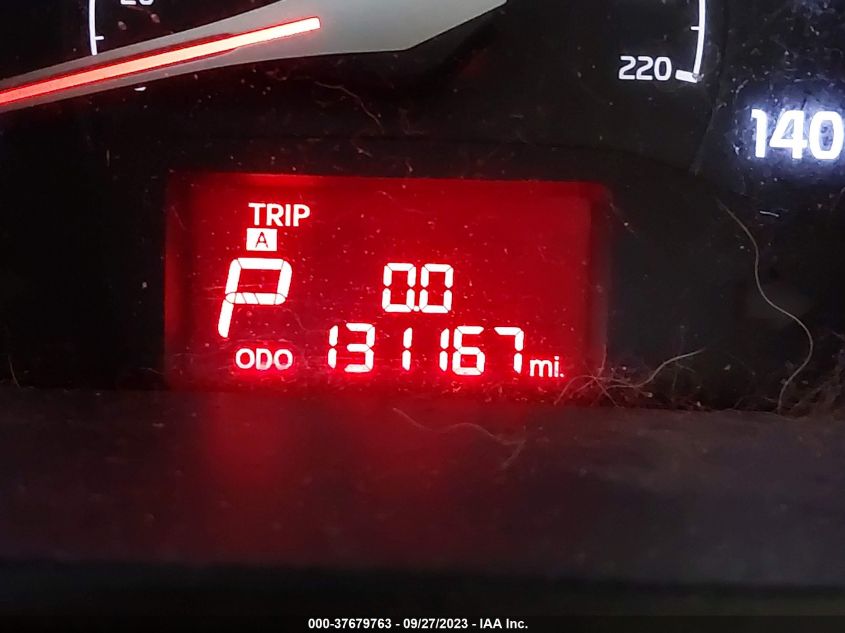 220
140
TRIP
A
P 0.0
ODO 131167 mi.
000-37679763 - 09/27/2023 - IAA Inc.